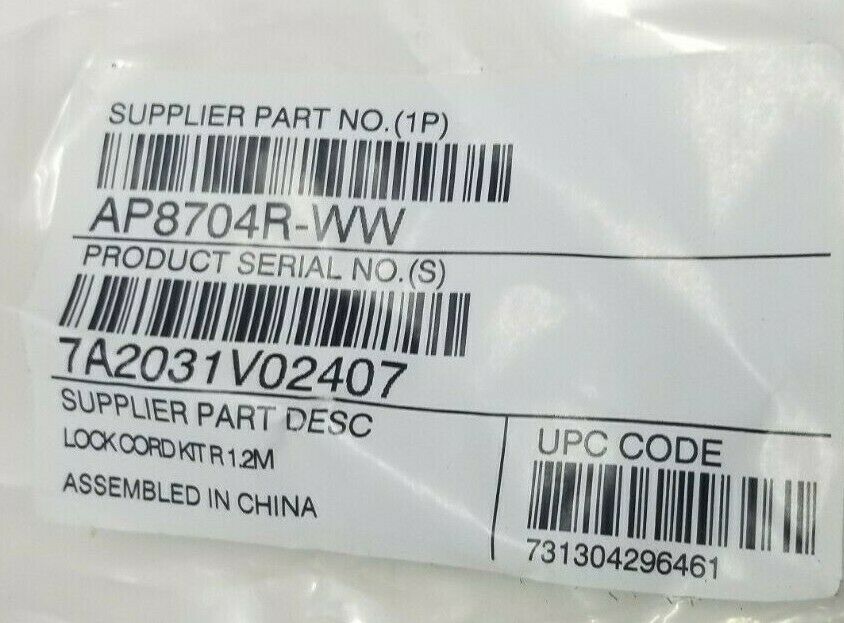 SUPPLIER PART NO.(1P)
AP8704R-WW
PRODUCT SERIAL NO.(S)
7A2031V02407
SUPPLIER PART DESC
LOCK CORD KIT R 1.2M
ASSEMBLED IN CHINA
UPC CODE
731304296461